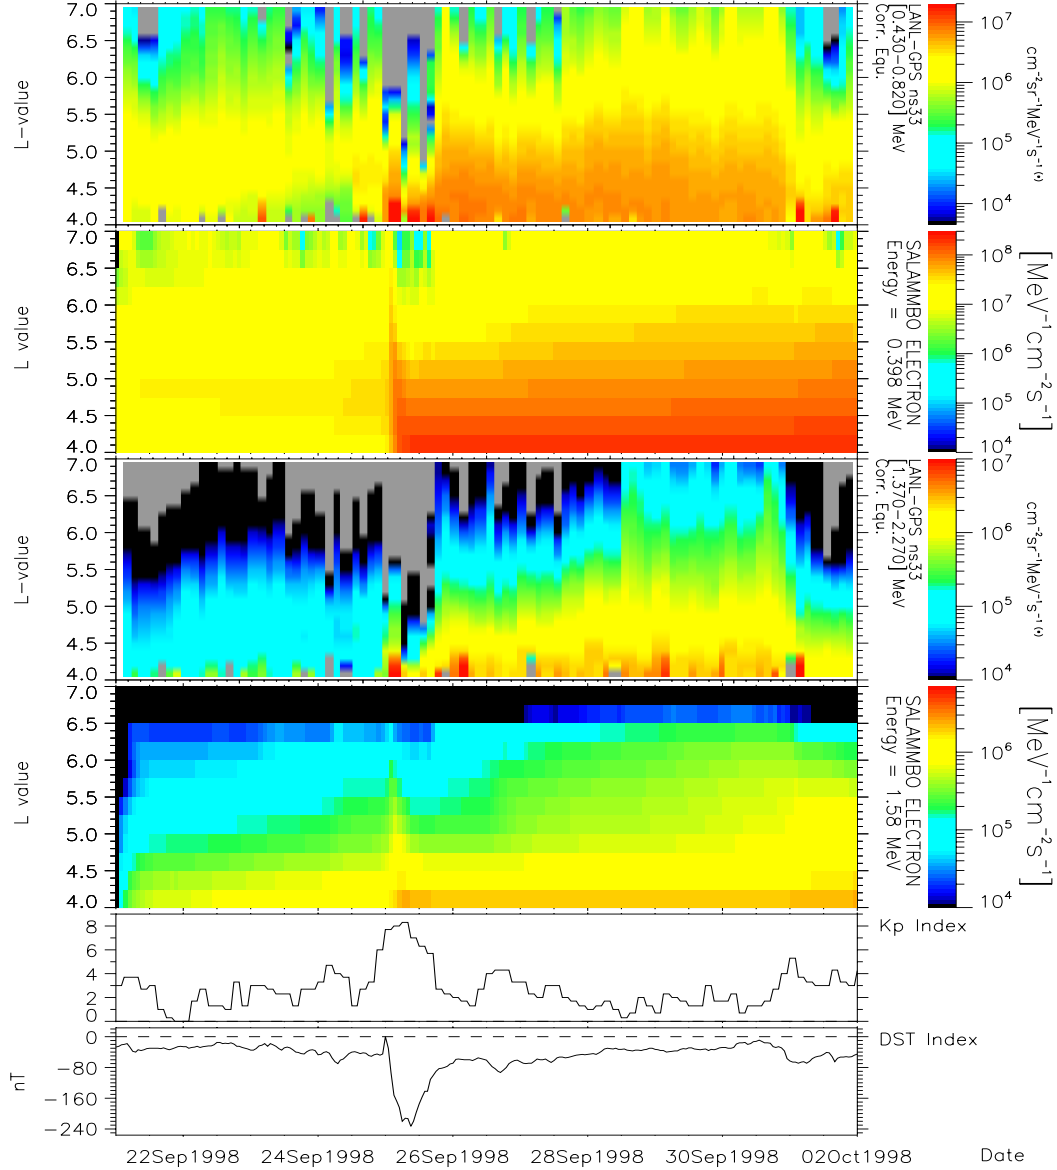 7.0
6.5
6.0
5.5
5.0
4.5
4.0
L-value
LANL-GPS ns33
[0.430-0.820] MeV
Corr. Equ.
10⁷
10⁶
10⁵
10⁴
cm⁻²sr⁻¹MeV⁻¹s⁻¹(*)
7.0
6.5
6.0
5.5
5.0
4.5
4.0
L value
SALAMMBO ELECTRON
Energy = 0.398 MeV
10⁸
10⁷
10⁶
10⁵
10⁴
[MeV⁻¹cm⁻²s⁻¹]
7.0
6.5
6.0
5.5
5.0
4.5
4.0
L-value
LANL-GPS ns33
[1.370-2.270] MeV
Corr. Equ.
10⁷
10⁶
10⁵
10⁴
cm⁻²sr⁻¹MeV⁻¹s⁻¹(*)
7.0
6.5
6.0
5.5
5.0
4.5
4.0
L value
SALAMMBO ELECTRON
Energy = 1.58 MeV
10⁶
10⁵
10⁴
[MeV⁻¹cm⁻²s⁻¹]
8
6
4
2
0
Kp Index
0
-80
-160
-240
nT
DST Index
22Sep1998 24Sep1998 26Sep1998 28Sep1998 30Sep1998 02Oct1998 Date